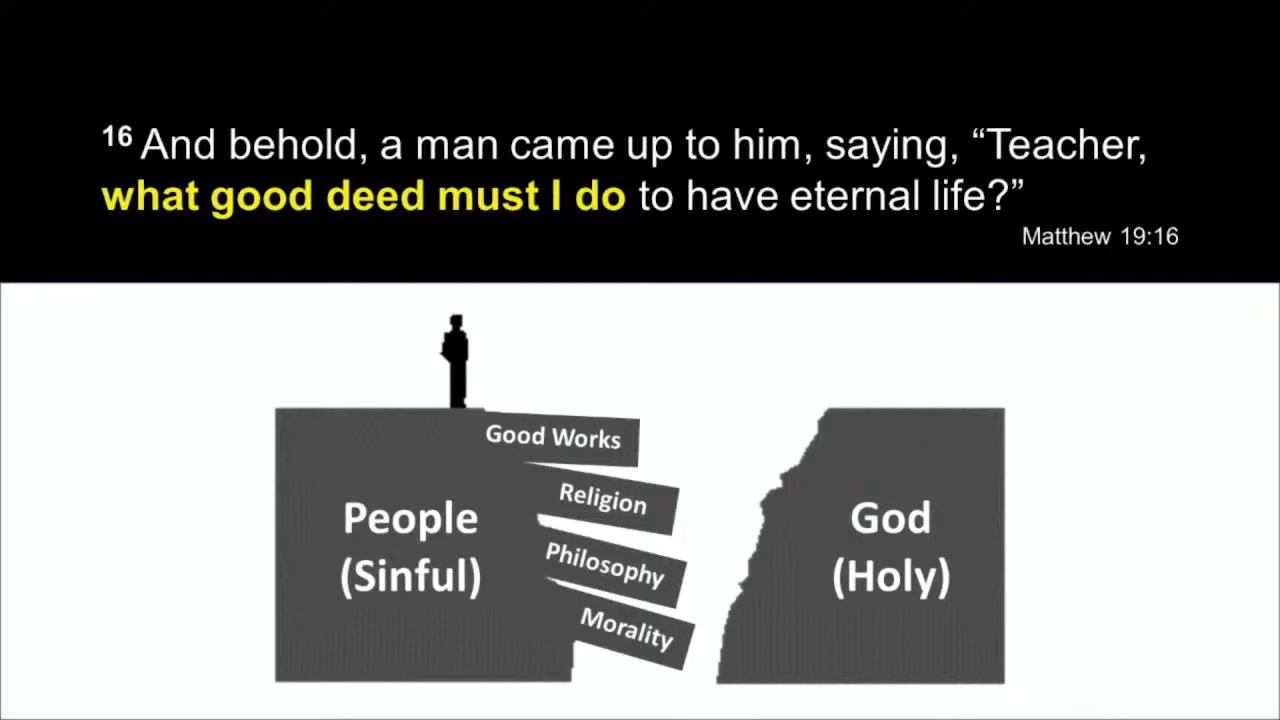 16 And behold, a man came up to him, saying, “Teacher,
what good deed must I do to have eternal life?”
Matthew 19:16
Good Works
Religion
Philosophy
Morality
People
(Sinful)
God
(Holy)